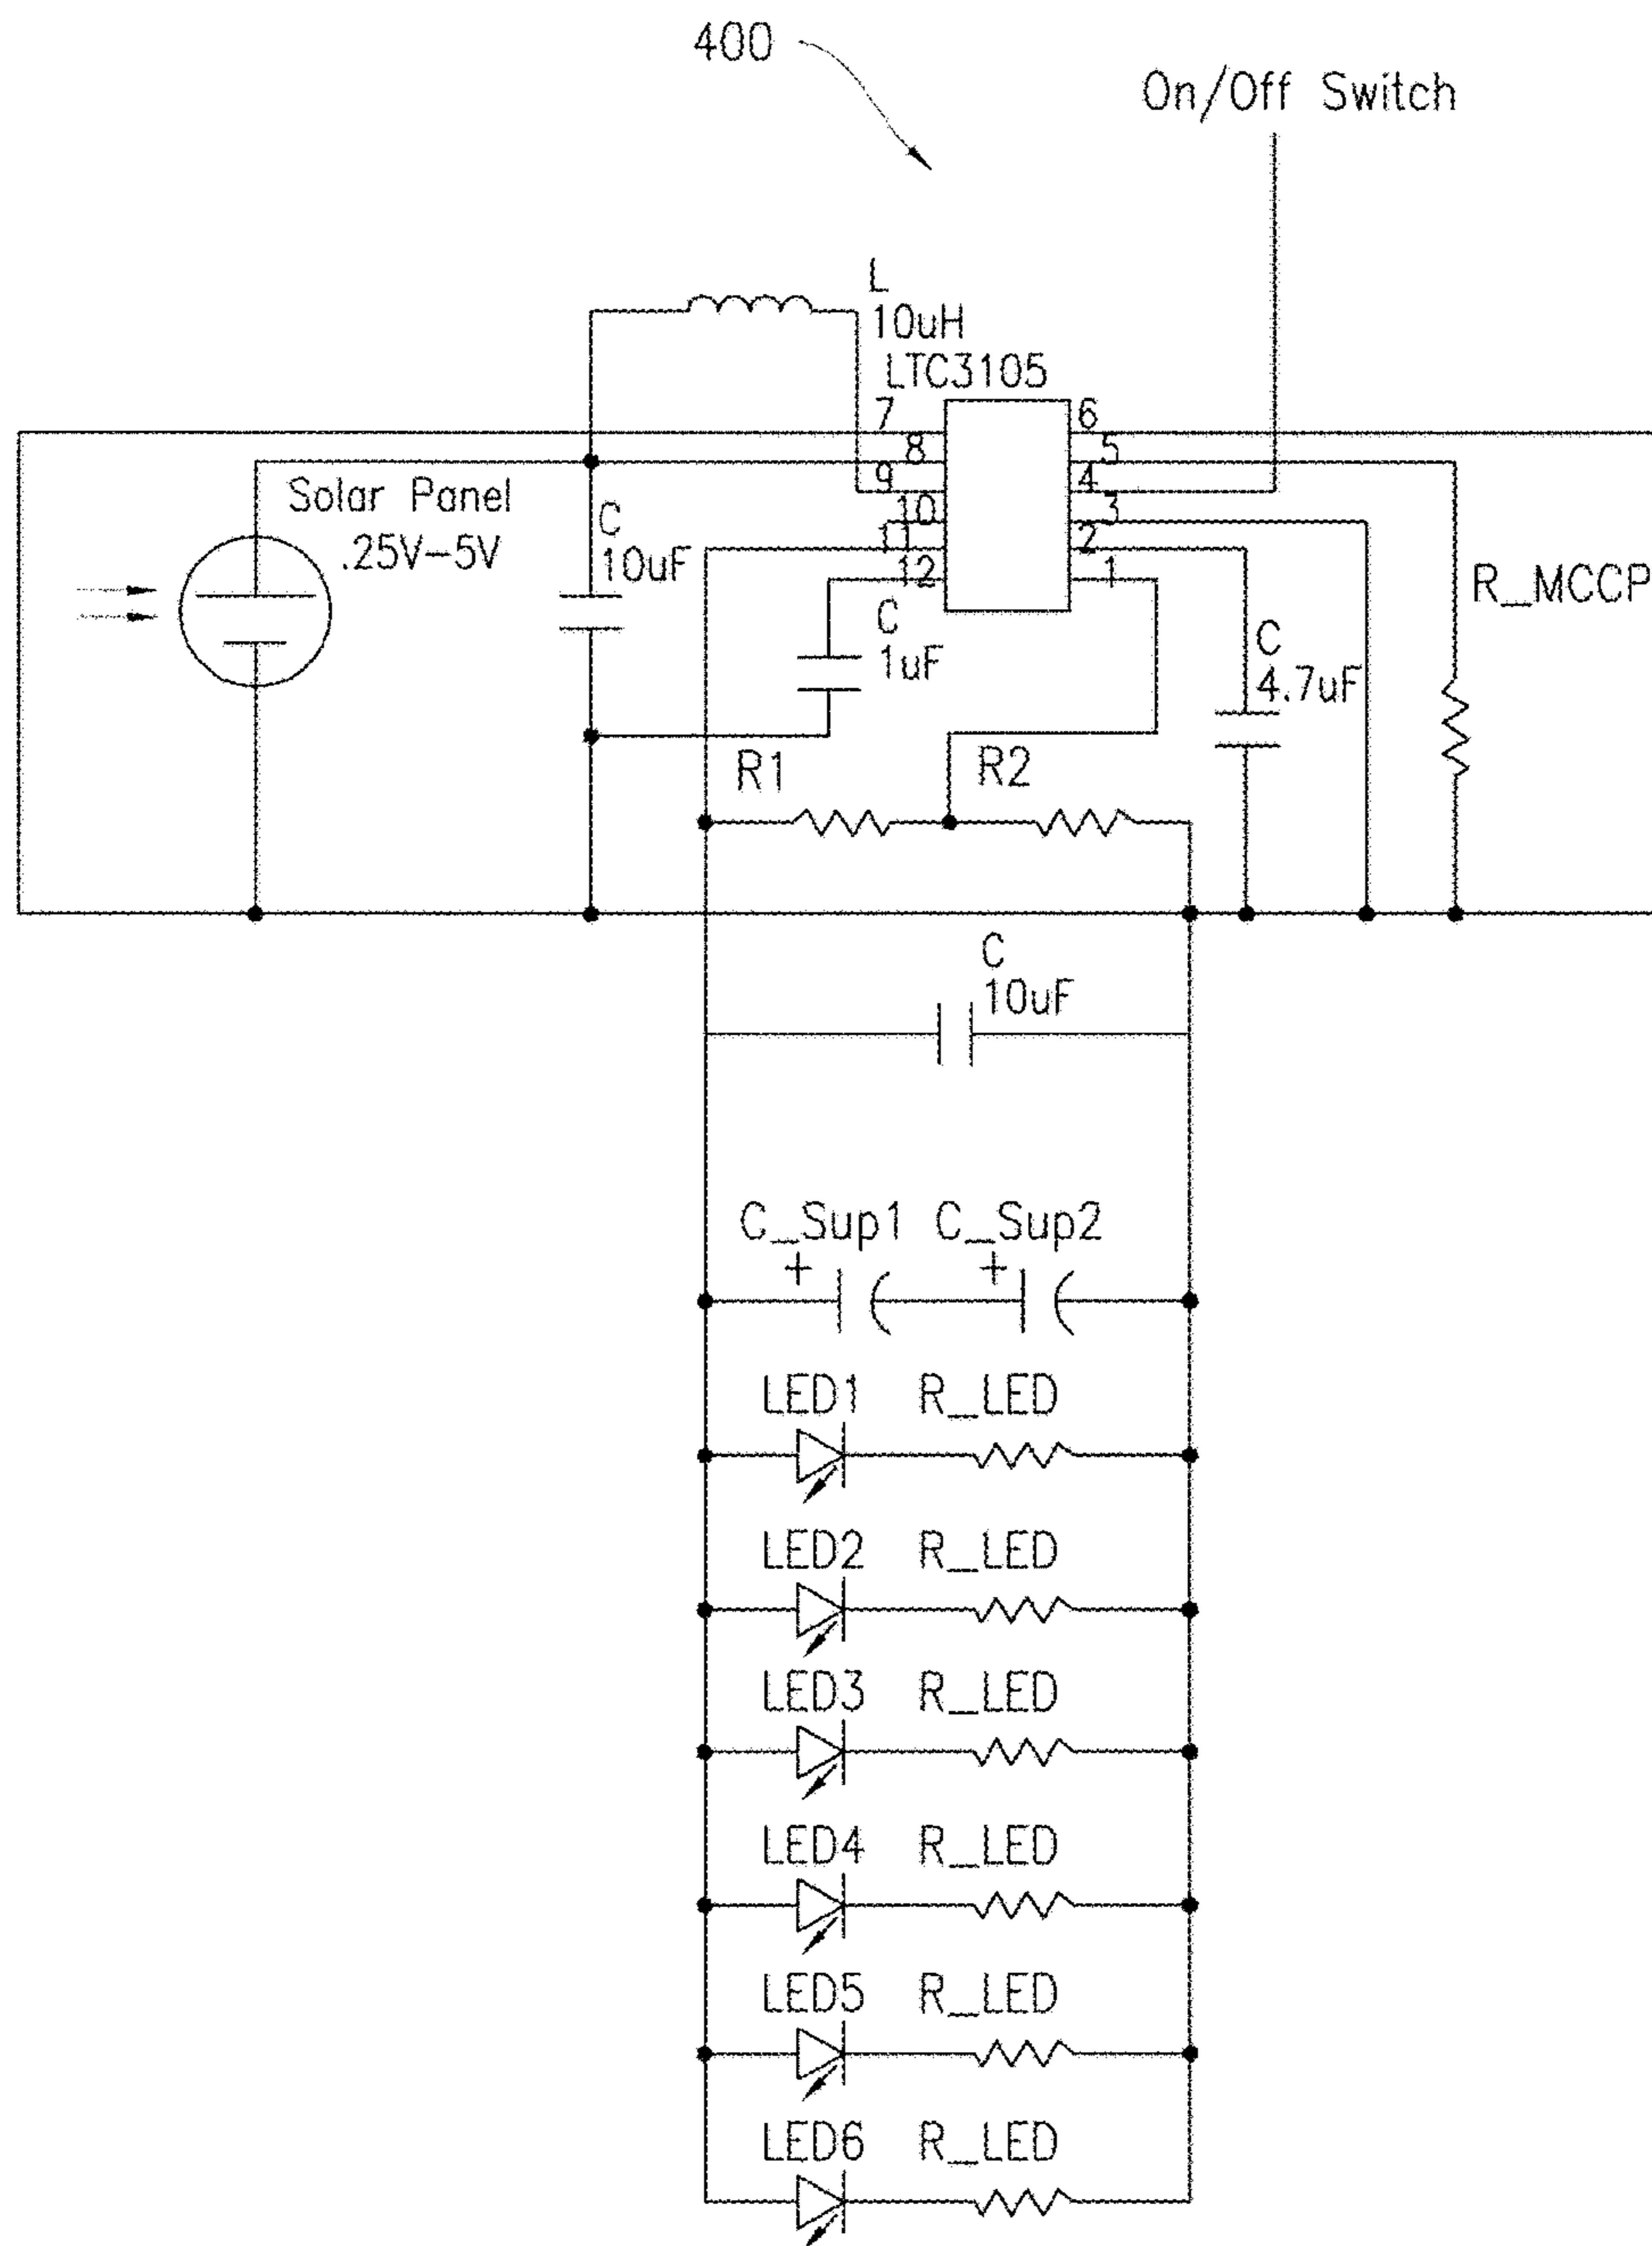 400
On/Off Switch
L
10uH
LTC3105
7
6
8
5
9
4
10
3
11
2
12
1
Solar Panel
.25V-5V
C
10uF
C
1uF
C
4.7uF
R_MCCP
R1
R2
C
10uF
C_Sup1
C_Sup2
+
+
LED1
R_LED
LED2
R_LED
LED3
R_LED
LED4
R_LED
LED5
R_LED
LED6
R_LED